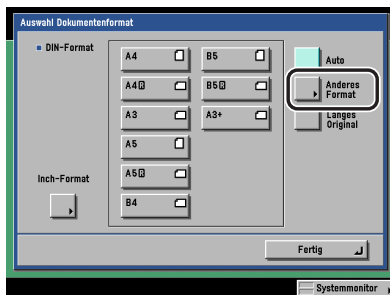 Auswahl Dokumentenformat
DIN-Format
A4
B5
Auto
A4R
B5R
Anderes
Format
A3
A3+
Langes
Original
A5
A5R
Inch-Format
B4
Fertig
Systemmonitor